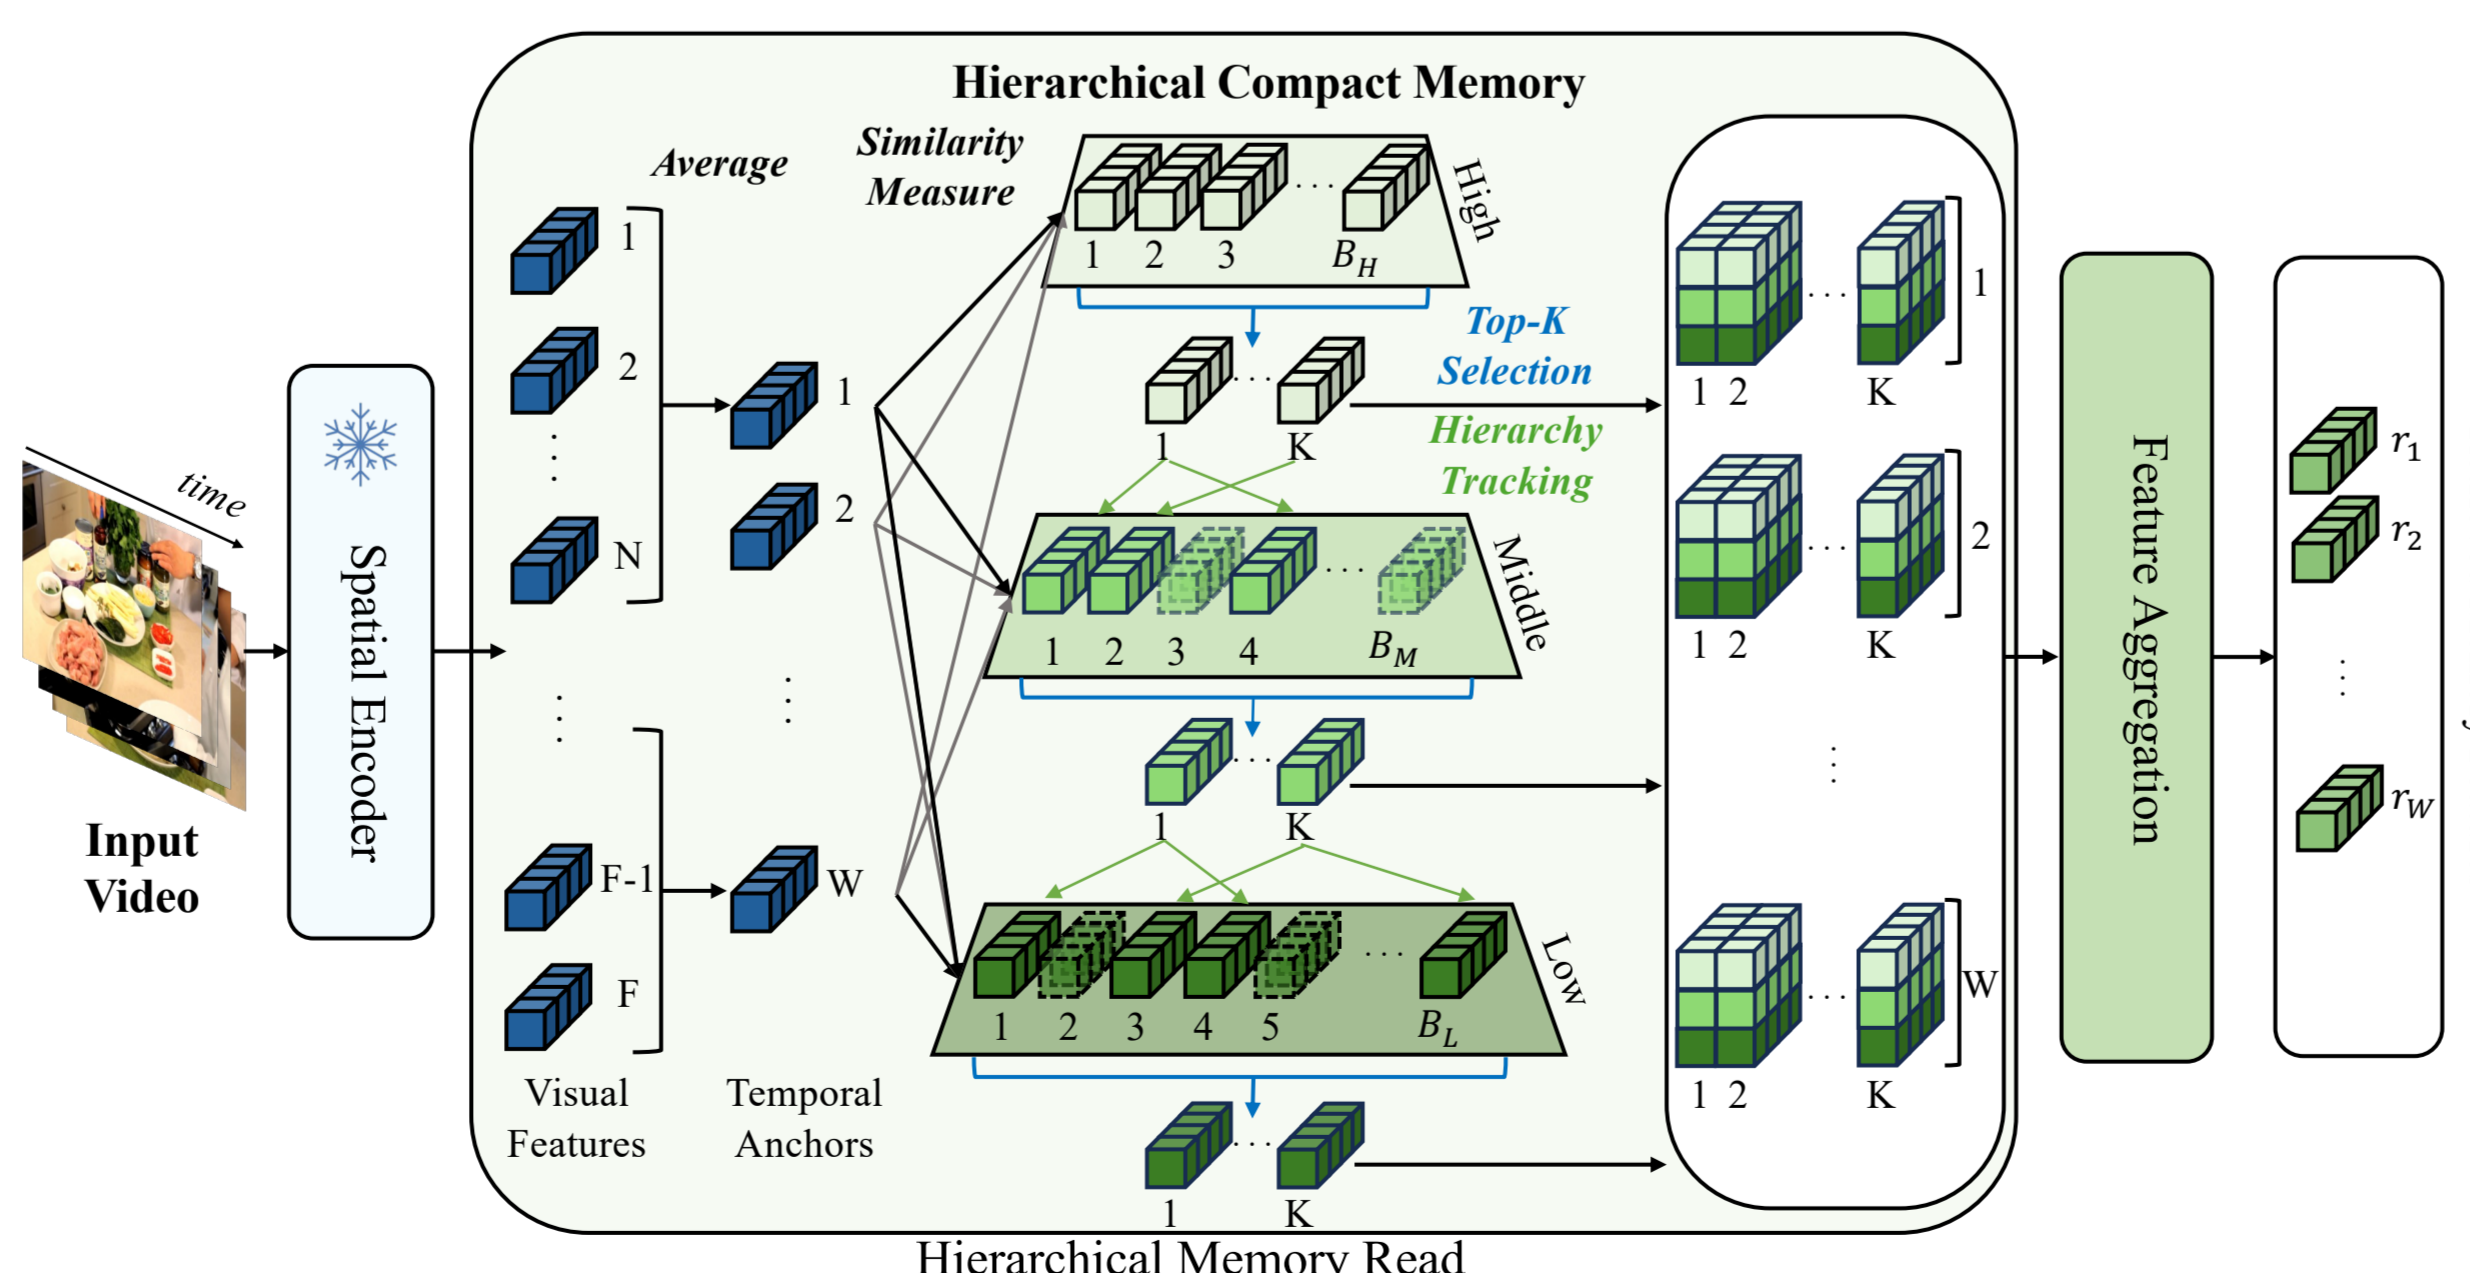 Hierarchical Compact Memory
Average
Similarity
Measure
time
Input
Video
Spatial Encoder
1
2
N
F-1
F
Visual
Features
1
2
W
Temporal
Anchors
High
1 2 3 B_H
Top-K
Selection
1 K
Hierarchy
Tracking
Middle
1 2 3 4 ... B_M
1 K
Low
1 2 3 4 5 B_L
1 K
1
1 2 K
2
1 2 K
W
1 2 K
Feature Aggregation
r_1
r_2
r_W
Hierarchical Memory Read